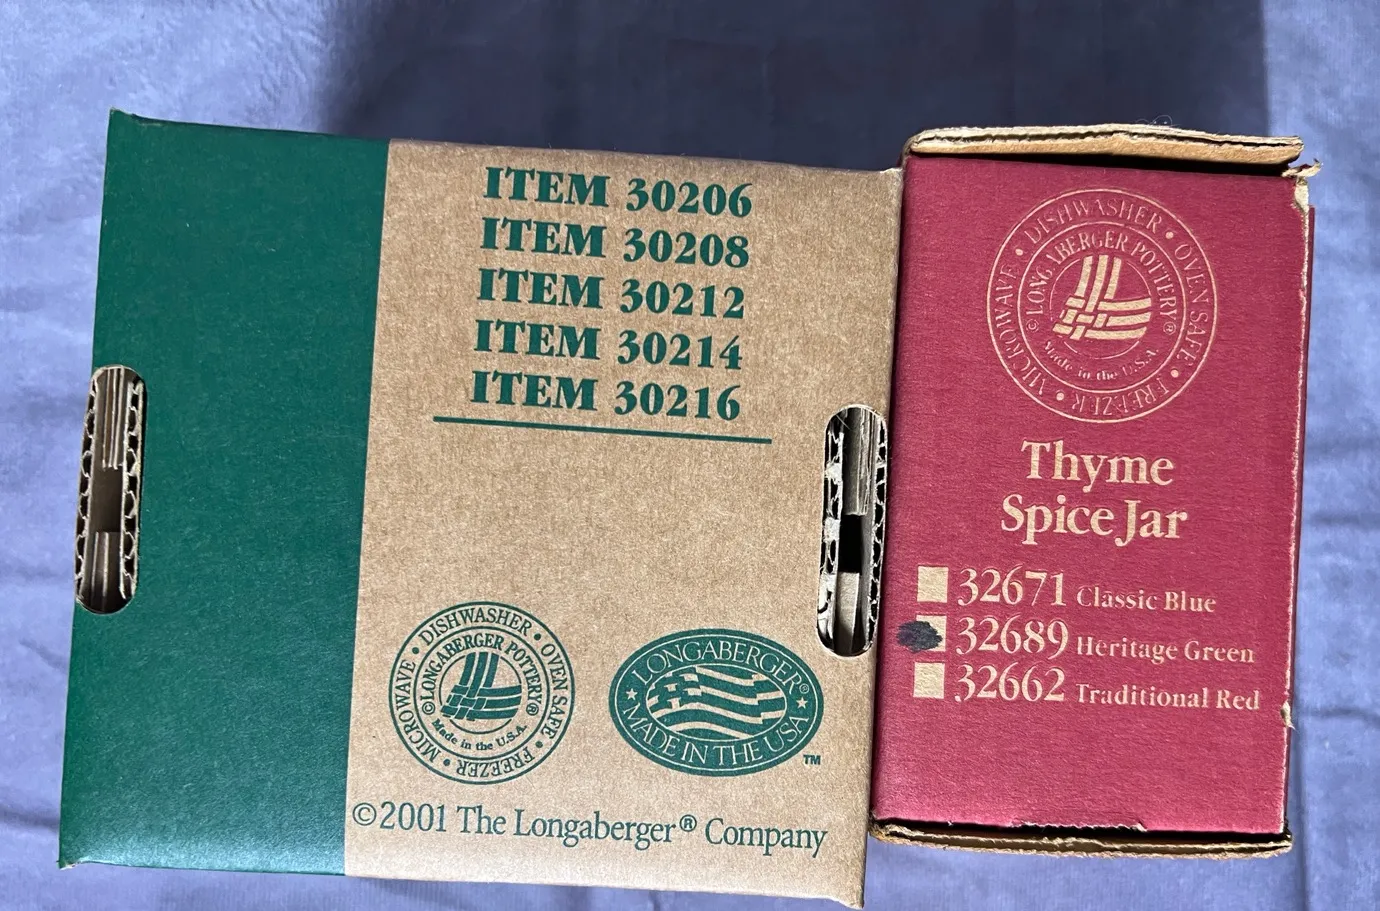 ITEM 30206
ITEM 30208
ITEM 30212
ITEM 30214
ITEM 30216
MICROWAVE • DISHWASHER • OVEN SAFE • FREEZER •
© LONGABERGER POTTERY®
Made in the U.S.A.
LONGABERGER®
MADE IN THE USA
TM
©2001 The Longaberger® Company
MICROWAVE • DISHWASHER • OVEN SAFE • FREEZER •
© LONGABERGER POTTERY®
Made in the U.S.A.
Thyme
Spice Jar
32671 Classic Blue
32689 Heritage Green
32662 Traditional Red